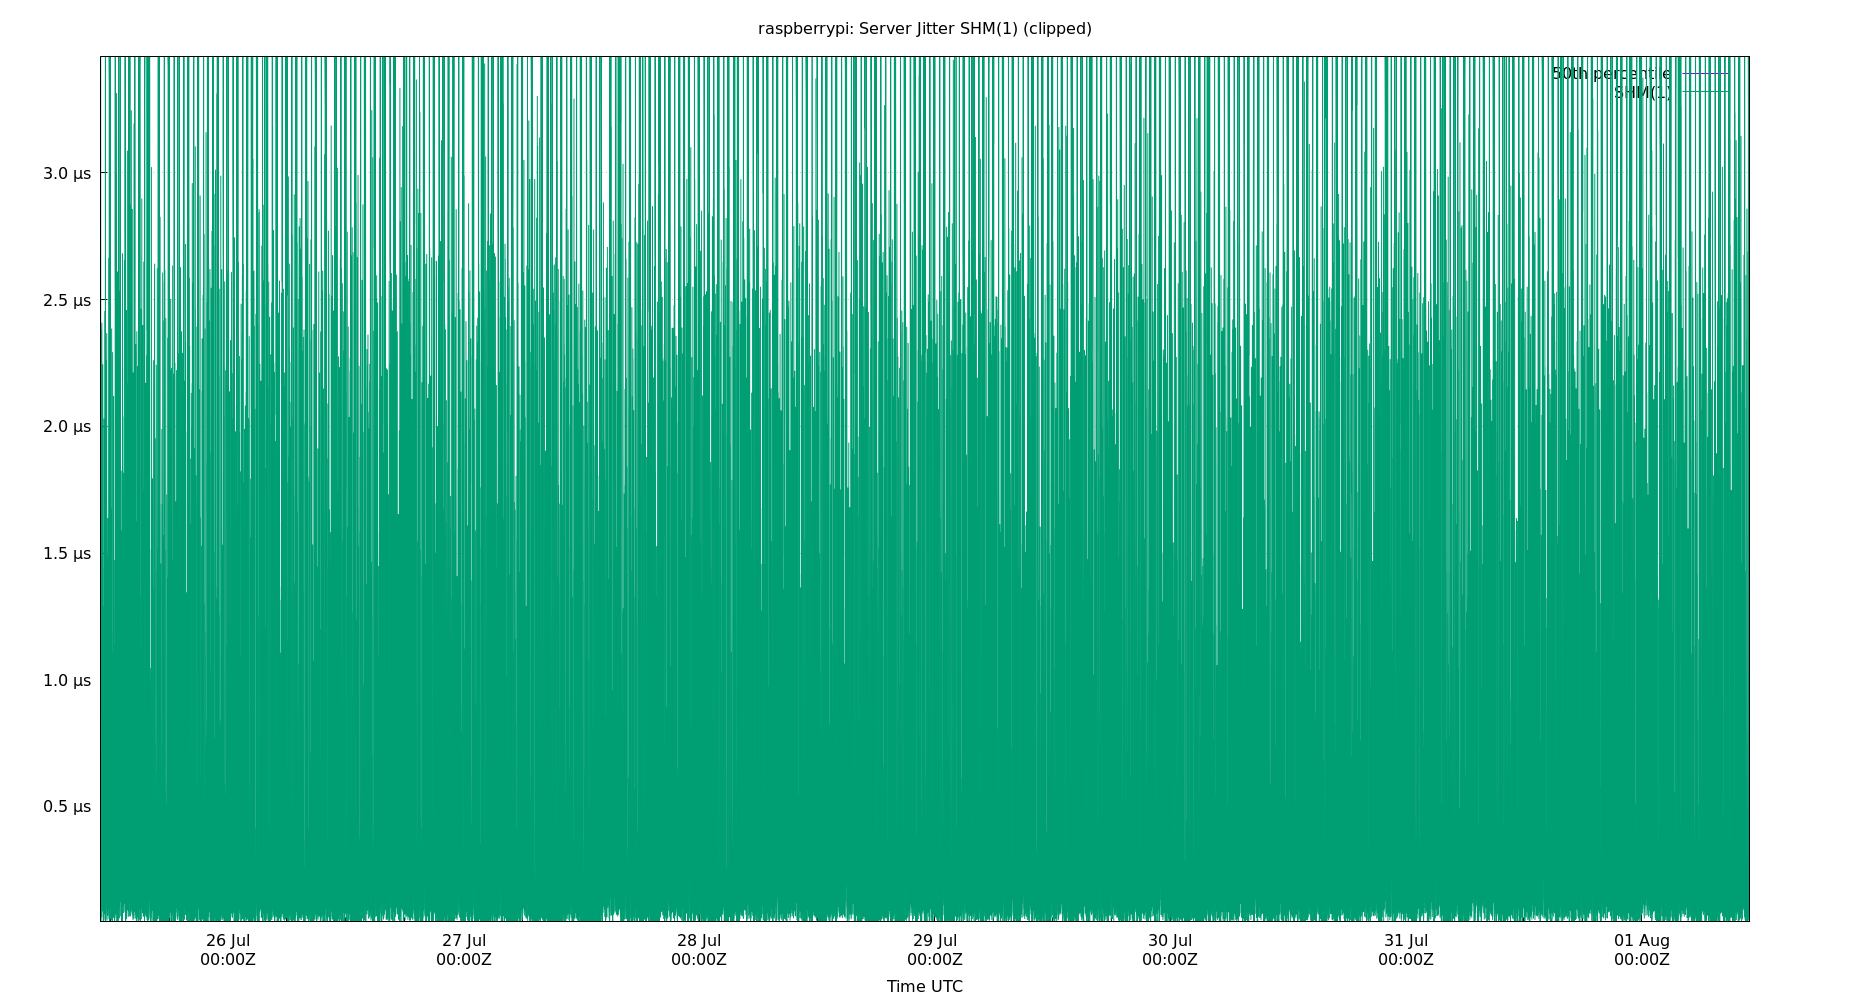 raspberrypi: Server Jitter SHM(1) (clipped)
50th percentile
SHM(1)
3.0 µs
2.5 µs
2.0 µs
1.5 µs
1.0 µs
0.5 µs
26 Jul 27 Jul 28 Jul 29 Jul 30 Jul 31 Jul 01 Aug
00:00Z 00:00Z 00:00Z 00:00Z 00:00Z 00:00Z 00:00Z
Time UTC